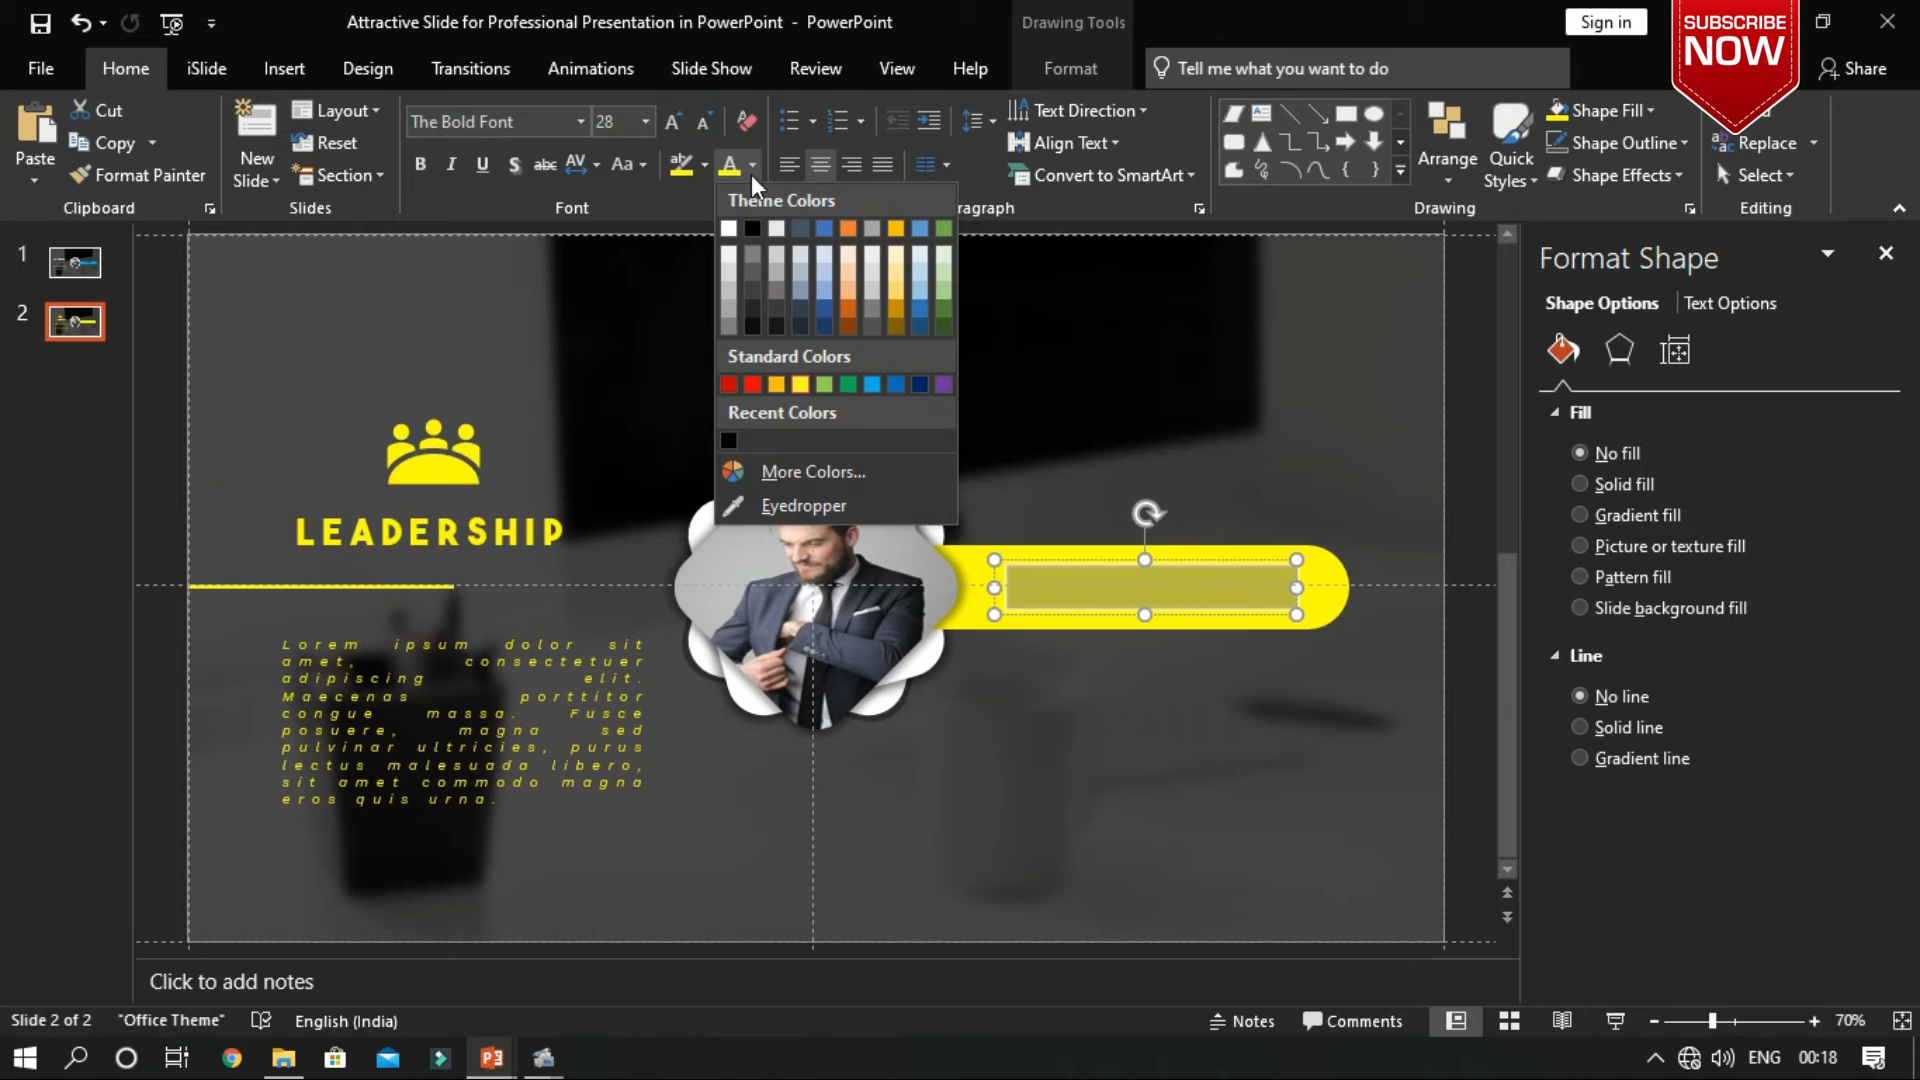 Attractive Slide for Professional Presentation in PowerPoint - PowerPoint
Drawing Tools
Sign in
SUBSCRIBE
NOW
File
Home
iSlide
Insert
Design
Transitions
Animations
Slide Show
Review
View
Help
Format
Tell me what you want to do
Share
Paste
Cut
Copy
Format Painter
Clipboard
New
Slide
Layout
Reset
Section
Slides
The Bold Font
28
B
I
U
S
abc
AV
Aa
A
Font
Text Direction
Align Text
Convert to SmartArt
Arrange
Quick
Styles
Shape Fill
Shape Outline
Shape Effects
Drawing
Replace
Select
Editing
Theme Colors
Standard Colors
Recent Colors
More Colors...
Eyedropper
1
2
LEADERSHIP
Lorem ipsum dolor sit
amet, consectetuer
adipiscing elit.
Maecenas porttitor
congue massa. Fusce
posuere, magna sed
pulvinar ultricies, purus
lectus malesuada libero,
sit amet commodo magna
eros quis urna.
Format Shape
Shape Options
Text Options
Fill
No fill
Solid fill
Gradient fill
Picture or texture fill
Pattern fill
Slide background fill
Line
No line
Solid line
Gradient line
Click to add notes
Slide 2 of 2
"Office Theme"
English (India)
Notes
Comments
70%
ENG
00:18